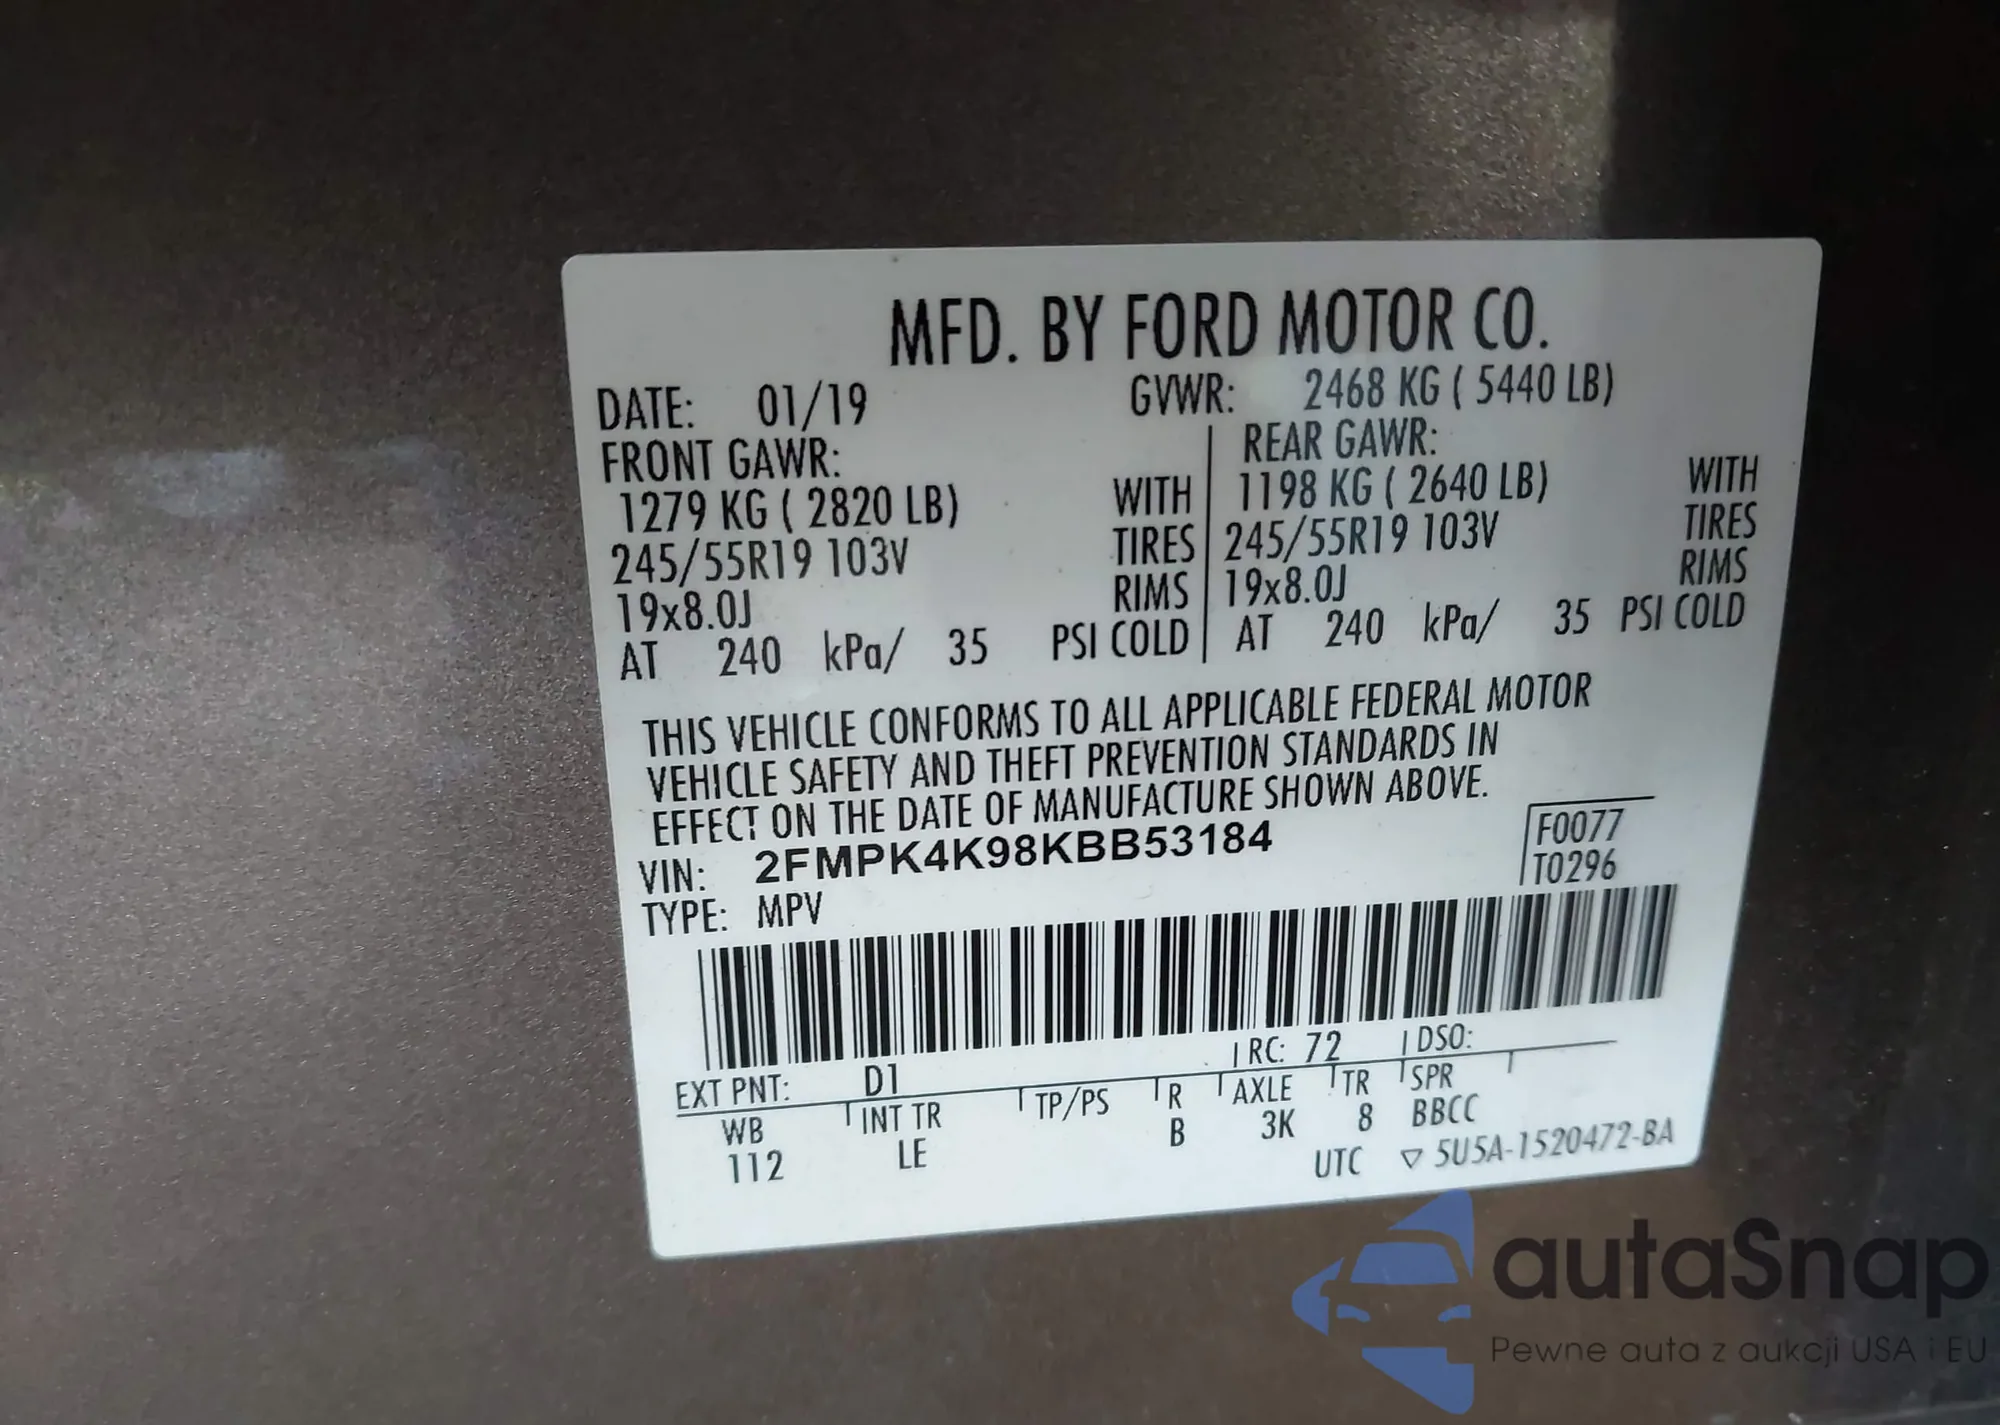 MFD. BY FORD MOTOR CO.
DATE: 01/19 GVWR: 2468 KG ( 5440 LB)
FRONT GAWR: REAR GAWR:
1279 KG ( 2820 LB) WITH 1198 KG ( 2640 LB) WITH
245/55R19 103V TIRES 245/55R19 103V TIRES
19x8.0J RIMS 19x8.0J RIMS
AT 240 kPa/ 35 PSI COLD AT 240 kPa/ 35 PSI COLD
THIS VEHICLE CONFORMS TO ALL APPLICABLE FEDERAL MOTOR
VEHICLE SAFETY AND THEFT PREVENTION STANDARDS IN
EFFECT ON THE DATE OF MANUFACTURE SHOWN ABOVE.
VIN: 2FMPK4K98KBB53184 F0077
TYPE: MPV T0296
EXT PNT: D1 RC: 72 DSO:
WB INT TR TP/PS R AXLE TR SPR
112 LE B 3K 8 BBCC
UTC ▽ 5U5A-1520472-BA
autaSnap
Pewne auta z aukcji USA i EU